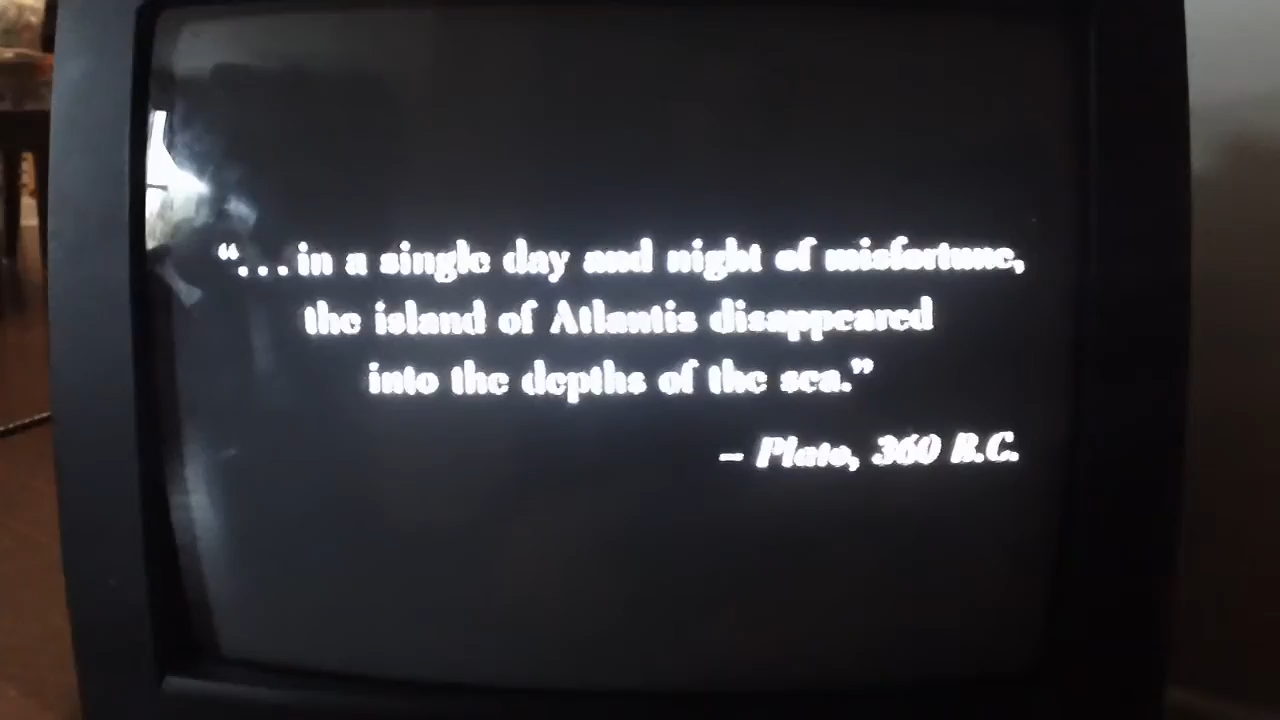 “...in a single day and night of misfortune,
the island of Atlantis disappeared
into the depths of the sea.”
– Plato, 360 B.C.